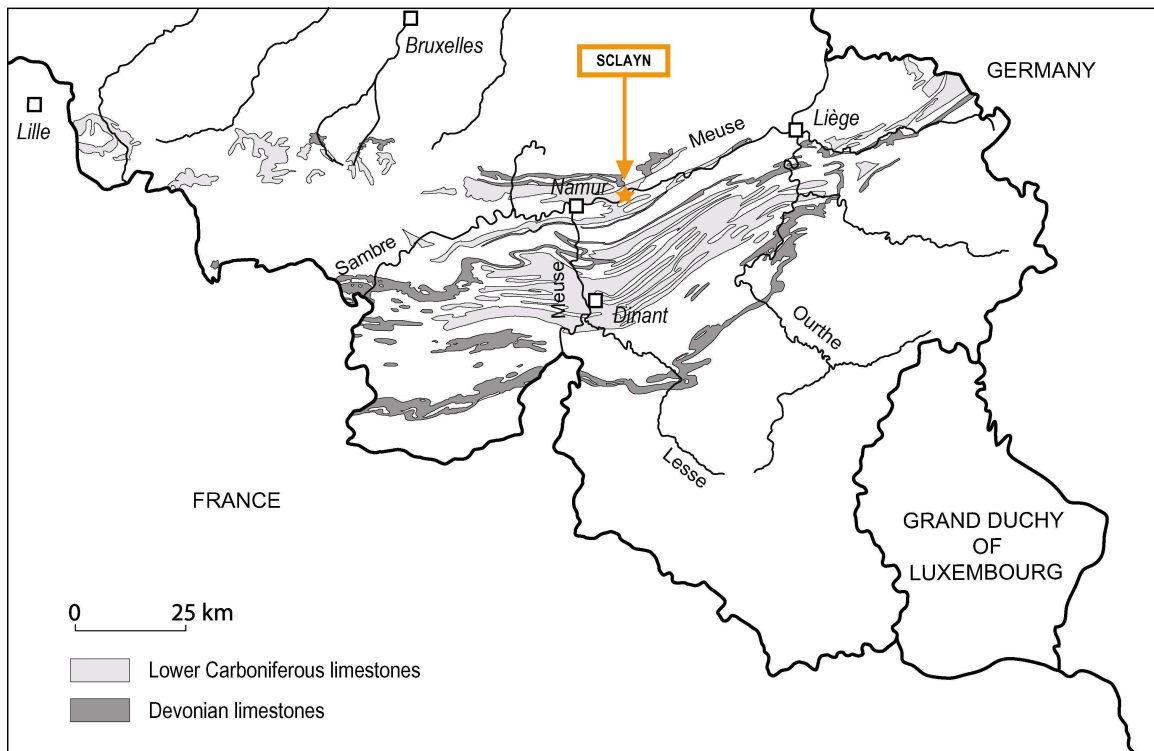 Bruxelles
SCLAYN
GERMANY
Lille
Meuse
Liège
Namur
Sambre
Meuse
Dinant
Ourthe
Lesse
FRANCE
GRAND DUCHY
OF
LUXEMBOURG
0 25 km
Lower Carboniferous limestones
Devonian limestones